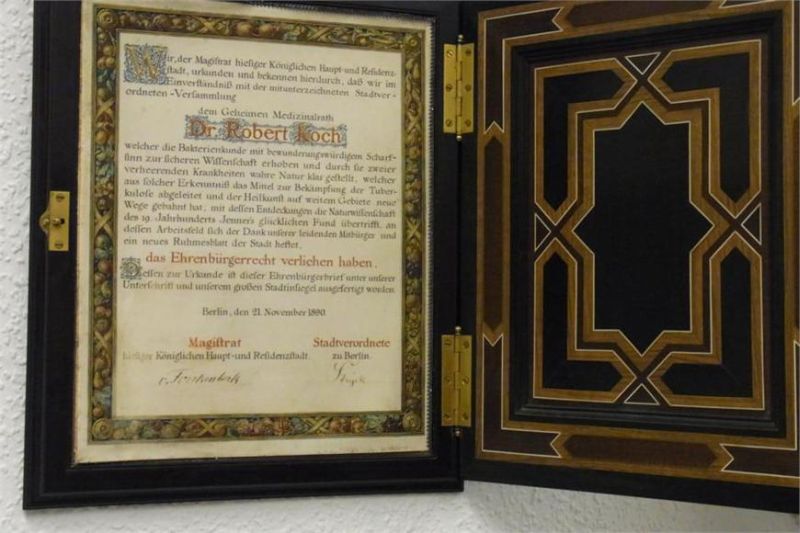 Wir, der Magistrat hiesiger Königlichen Haupt-und Residenz-
stadt, urkunden und bekennen hierdurch, daß wir im
Einverständniß mit der mitunterzeichneten Stadtver-
ordneten-Versammlung
dem Geheimen Medizinalrath
Dr. Robert Koch
welcher die Bakterienkunde mit bewunderungswürdigem Scharf-
sinn zur sicheren Wissenschaft erhoben und durch sie zweier
verheerenden Krankheiten wahre Natur klar gestellt, welcher
aus solcher Erkenntniß das Mittel zur Bekämpfung der Tuber-
kulose abgeleitet und der Heilkunst auf weitem Gebiete neue
Wege gebahnt hat, mit dessen Entdeckungen die Naturwissenschaft
des 19. Jahrhunderts Jenner's glücklichen Fund übertrifft, an
dessen Arbeitsfeld sich der Dank unserer leidenden Mitbürger und
ein neues Ruhmesblatt der Stadt heftet,
das Ehrenbürgerrecht verlichen haben.
Dessen zur Urkunde ist dieser Ehrenbürgerbrief unter unserer
Unterschrift und unserem großen Stadtinsiegel ausgefertigt worden.
Berlin, den 21. November 1890.
Magistrat
hiesiger Königlichen Haupt-und Residenzstadt.
Stadtverordnete
zu Berlin.
v. Forckenbeck